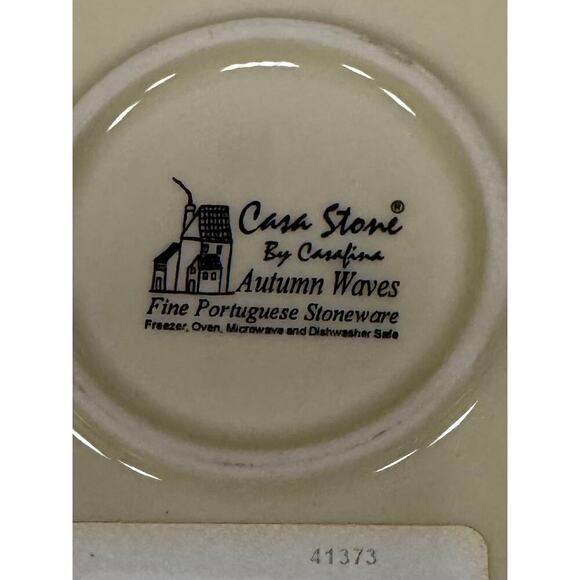 Casa Stone®
By Casafina
Autumn Waves
Fine Portuguese Stoneware
Freezer, Oven, Microwave and Dishwasher Safe
41373